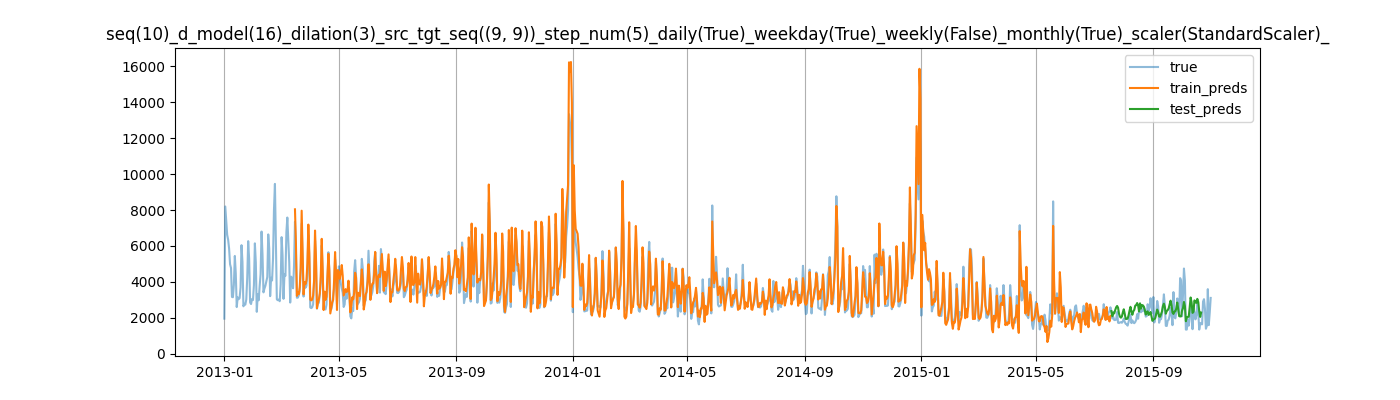 seq(10)_d_model(16)_dilation(3)_src_tgt_seq((9, 9))_step_num(5)_daily(True)_weekday(True)_weekly(False)_monthly(True)_scaler(StandardScaler)_
true
train_preds
test_preds
16000
14000
12000
10000
8000
6000
4000
2000
0
2013-01 2013-05 2013-09 2014-01 2014-05 2014-09 2015-01 2015-05 2015-09